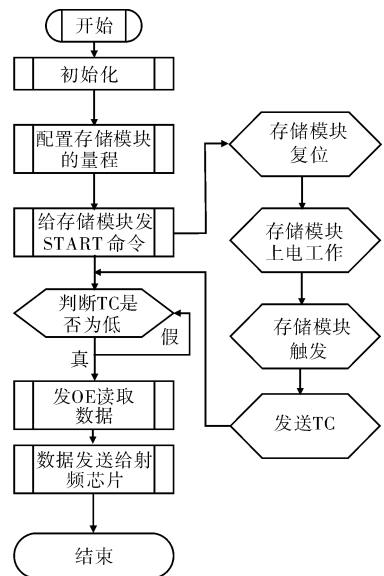 开始
初始化
配置存储模块
的量程
给存储模块发
START 命令
判断TC是
否为低
假
真
发OE读取
数据
数据发送给射
频芯片
结束
存储模块
复位
存储模块
上电工作
存储模块
触发
发送TC